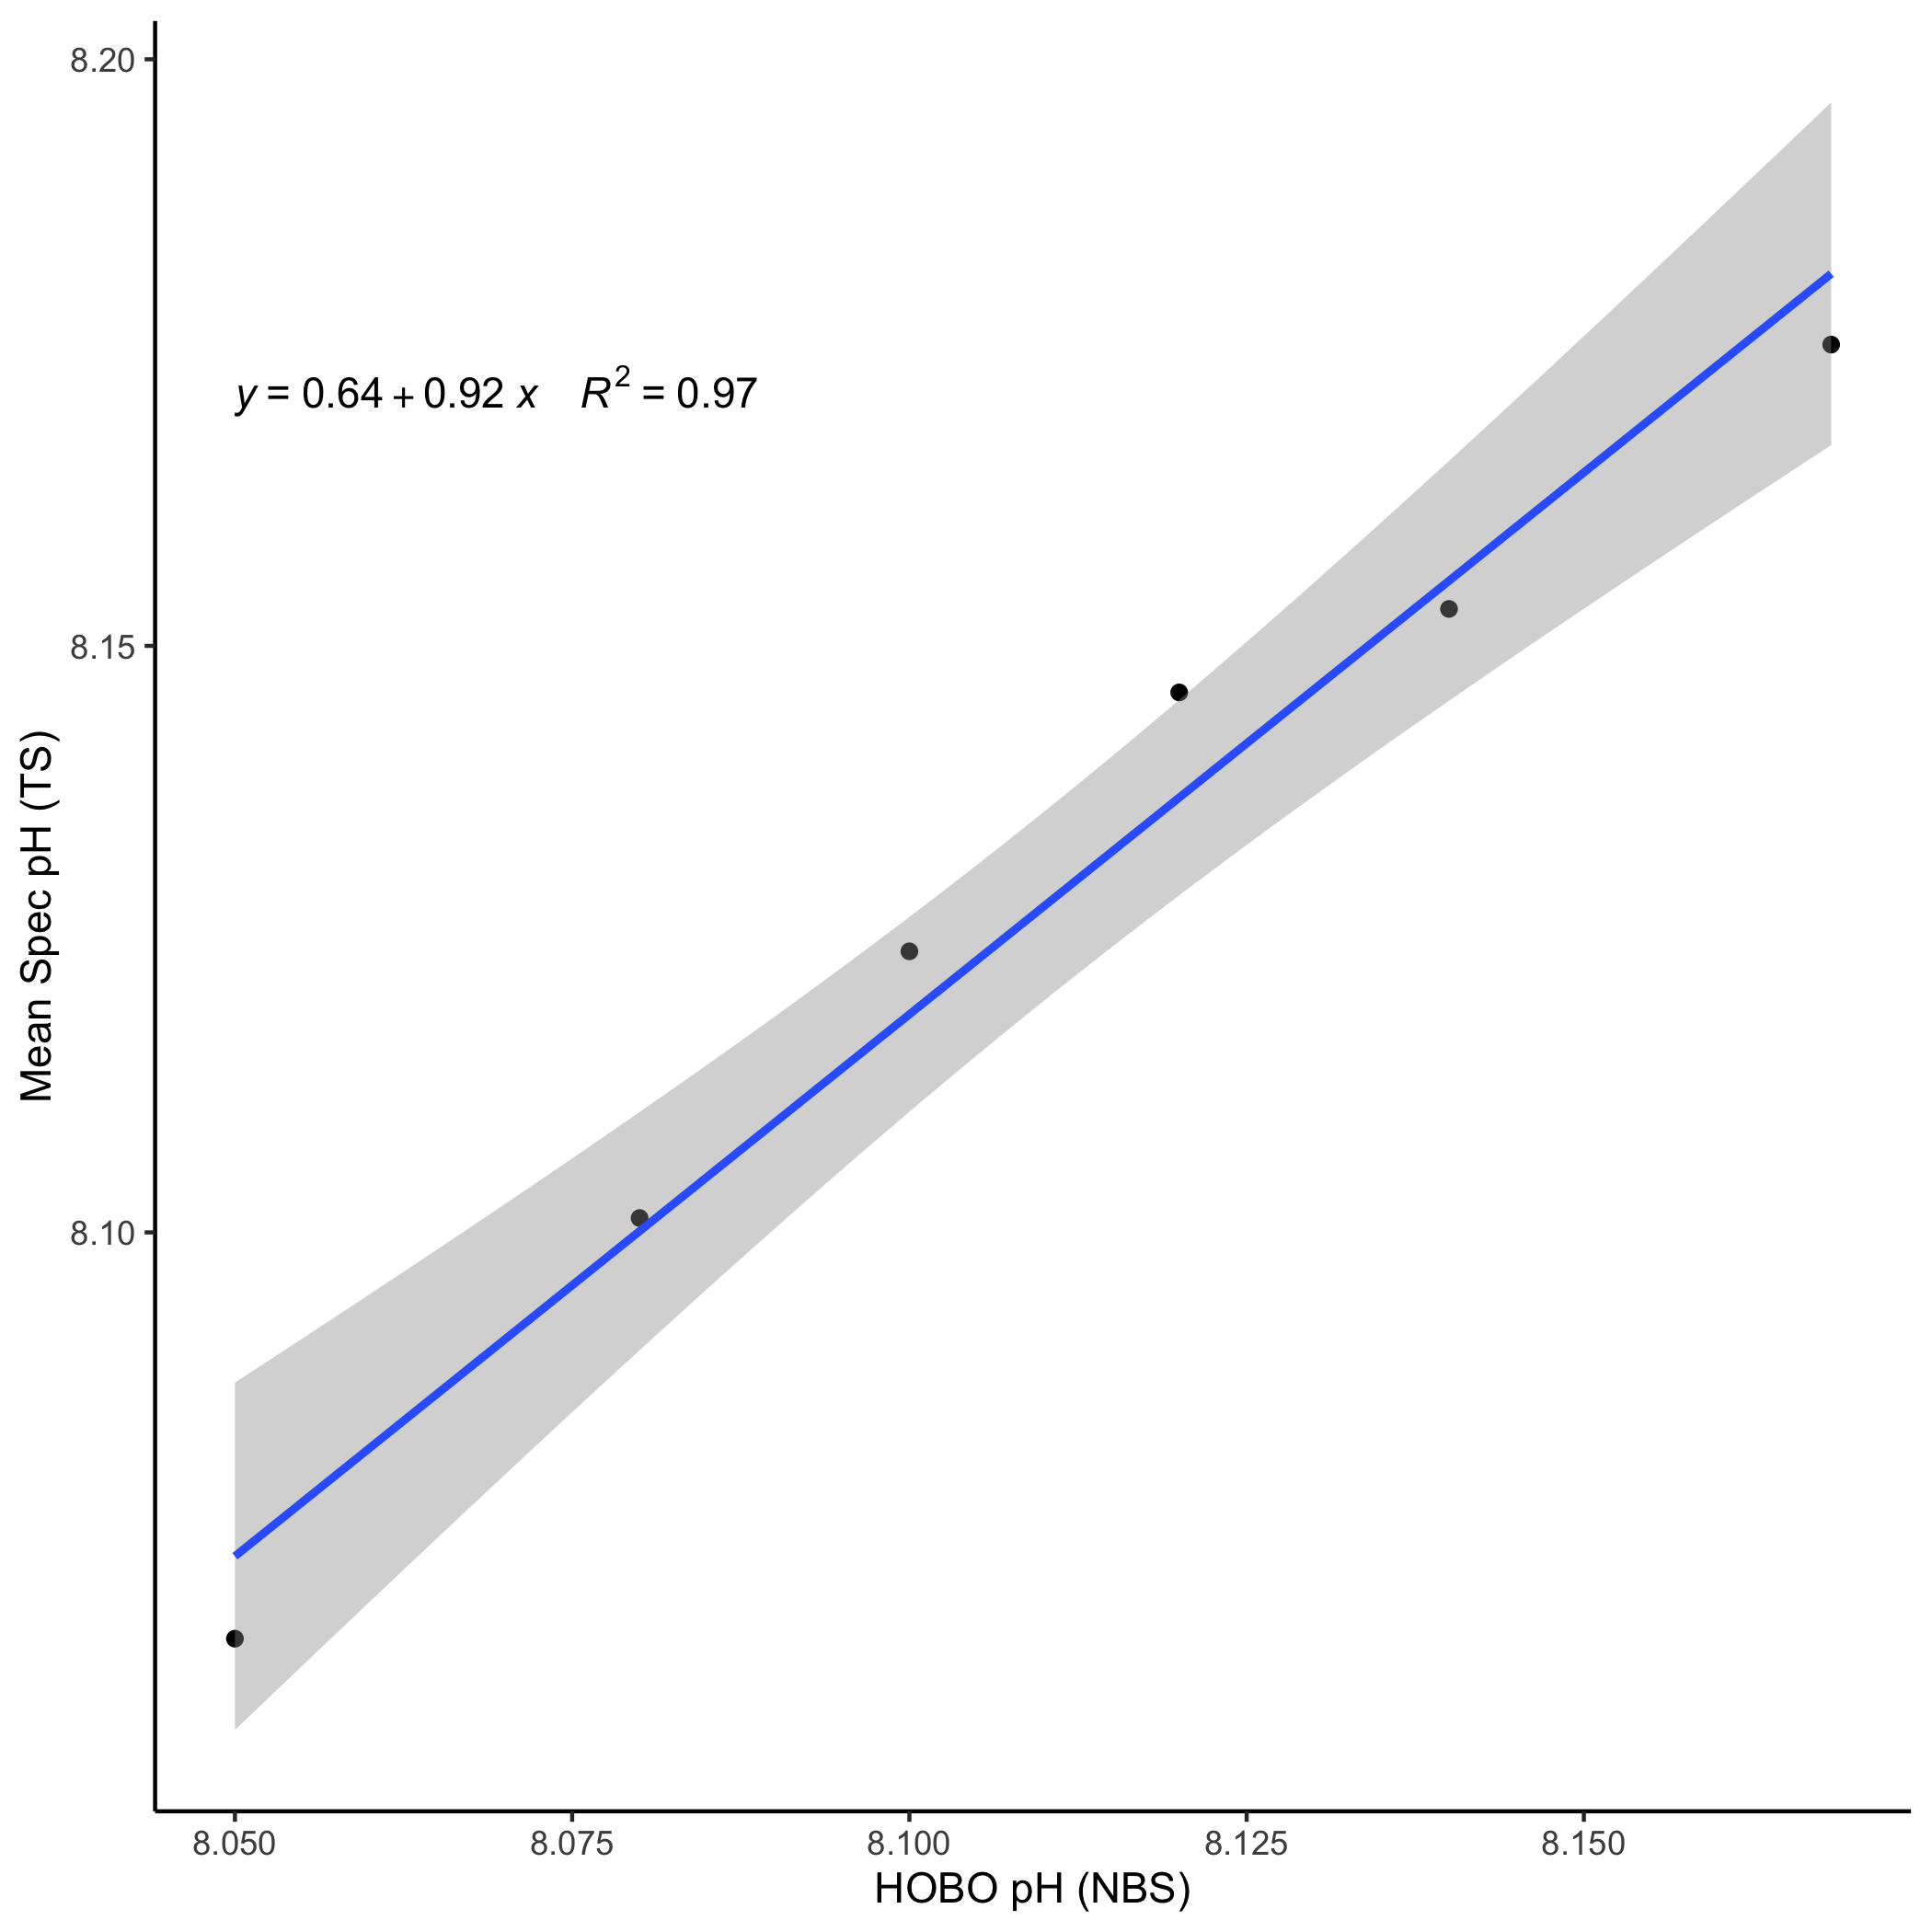 8.20
y = 0.64 + 0.92 x   R² = 0.97
8.15
Mean Spec pH (TS)
8.10
8.050 8.075 8.100 8.125 8.150
HOBO pH (NBS)